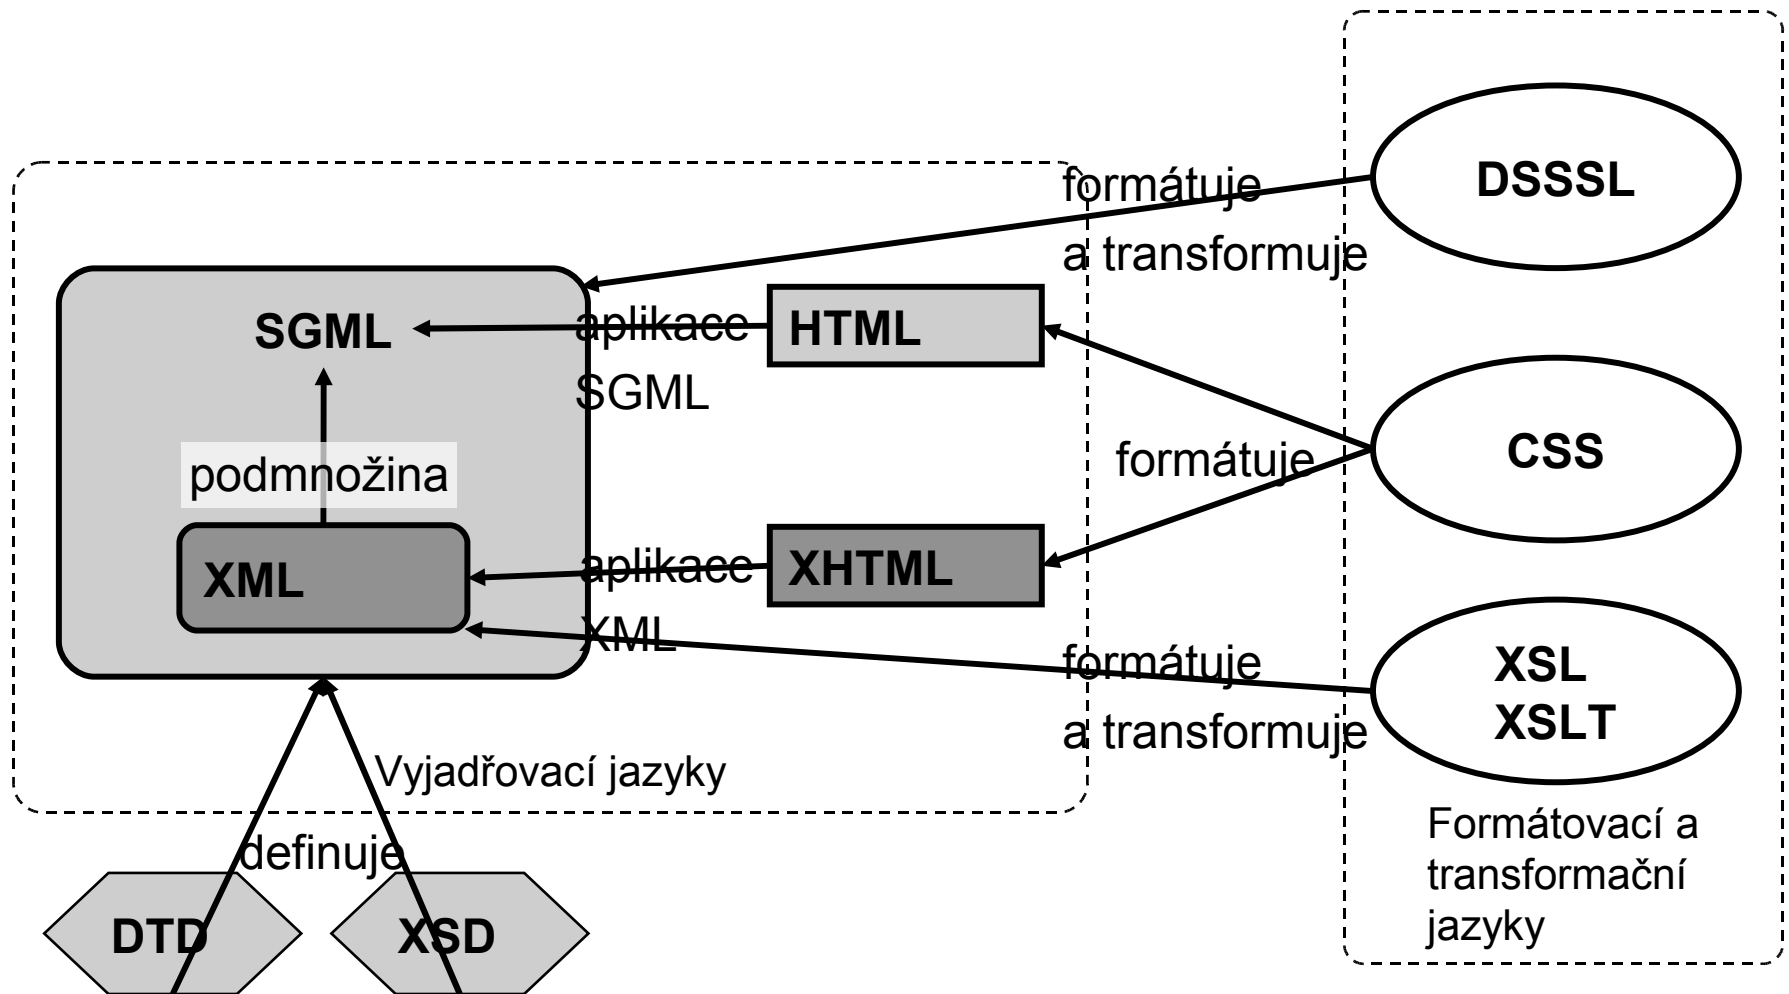 formátuje
a transformuje
DSSSL
SGML
aplikace
SGML
HTML
podmnožina
formátuje
CSS
XML
aplikace
XML
XHTML
formátuje
a transformuje
XSL
XSLT
Vyjadřovací jazyky
definuje
Formátovací a
transformační
jazyky
DTD
XSD